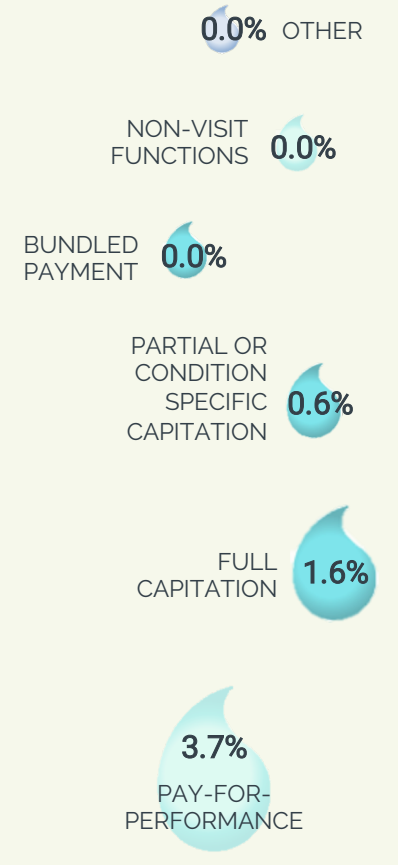 0.0% OTHER
NON-VISIT
FUNCTIONS
0.0%
BUNDLED
PAYMENT
0.0%
PARTIAL OR
CONDITION
SPECIFIC
CAPITATION
0.6%
FULL
CAPITATION
1.6%
3.7%
PAY-FOR-
PERFORMANCE